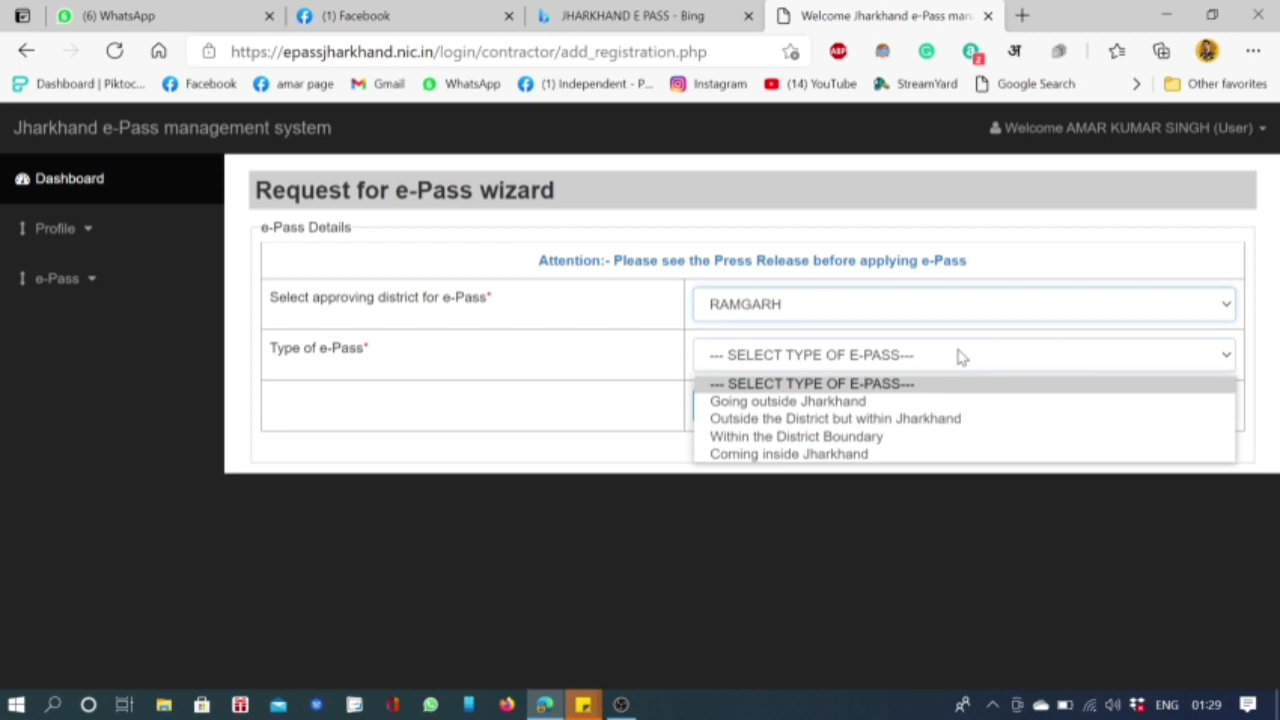 (6) WhatsApp
(1) Facebook
JHARKHAND E PASS - Bing
Welcome Jharkhand e-Pass man
https://epassjharkhand.nic.in/login/contractor/add_registration.php
ABP
2
अ
Dashboard | Piktoc...
Facebook
amar page
Gmail
WhatsApp
(1) Independent - P...
Instagram
(14) YouTube
StreamYard
Google Search
Other favorites
Jharkhand e-Pass management system
Welcome AMAR KUMAR SINGH (User)
Dashboard
Profile
e-Pass
Request for e-Pass wizard
e-Pass Details
Attention:- Please see the Press Release before applying e-Pass
Select approving district for e-Pass*
RAMGARH
Type of e-Pass*
--- SELECT TYPE OF E-PASS---
--- SELECT TYPE OF E-PASS---
Going outside Jharkhand
Outside the District but within Jharkhand
Within the District Boundary
Coming inside Jharkhand
ENG
01:29